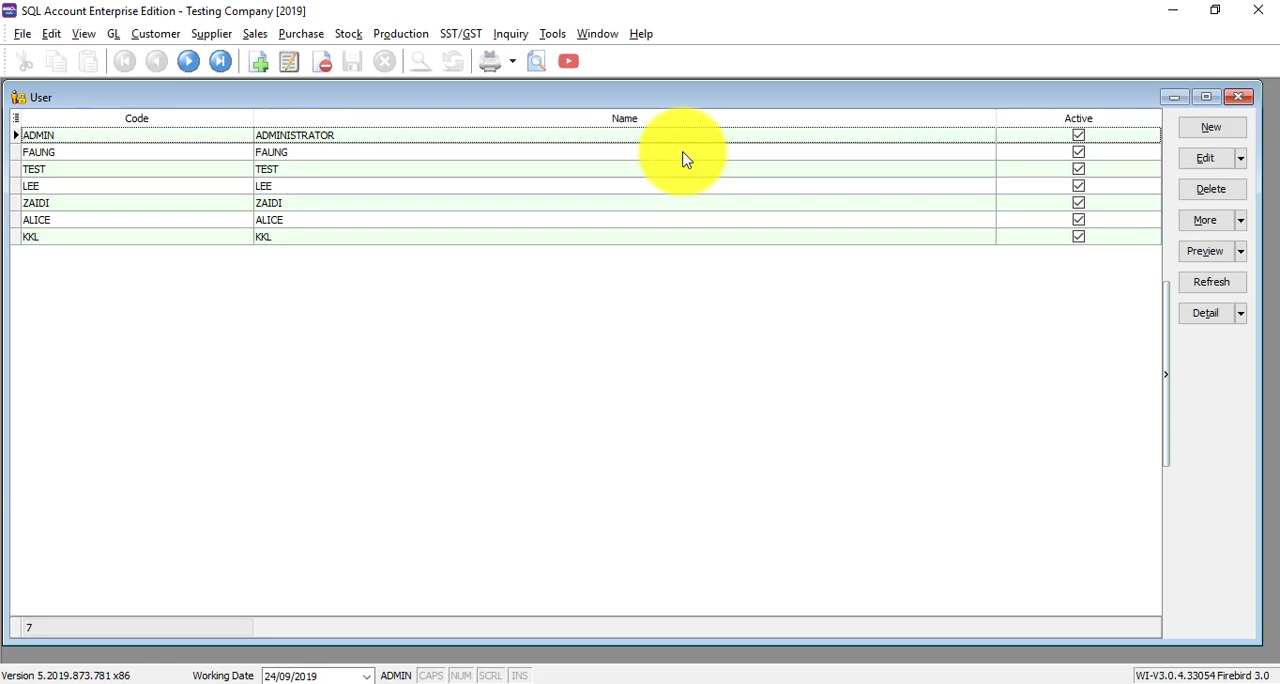 SQL Account Enterprise Edition - Testing Company [2019]
File Edit View GL Customer Supplier Sales Purchase Stock Production SST/GST Inquiry Tools Window Help
User
Code Name Active
ADMIN ADMINISTRATOR
FAUNG FAUNG
TEST TEST
LEE LEE
ZAIDI ZAIDI
ALICE ALICE
KKL KKL
New
Edit
Delete
More
Preview
Refresh
Detail
7
Version 5.2019.873.781 x86 Working Date 24/09/2019 ADMIN CAPS NUM SCRL INS WI-V3.0.4.33054 Firebird 3.0